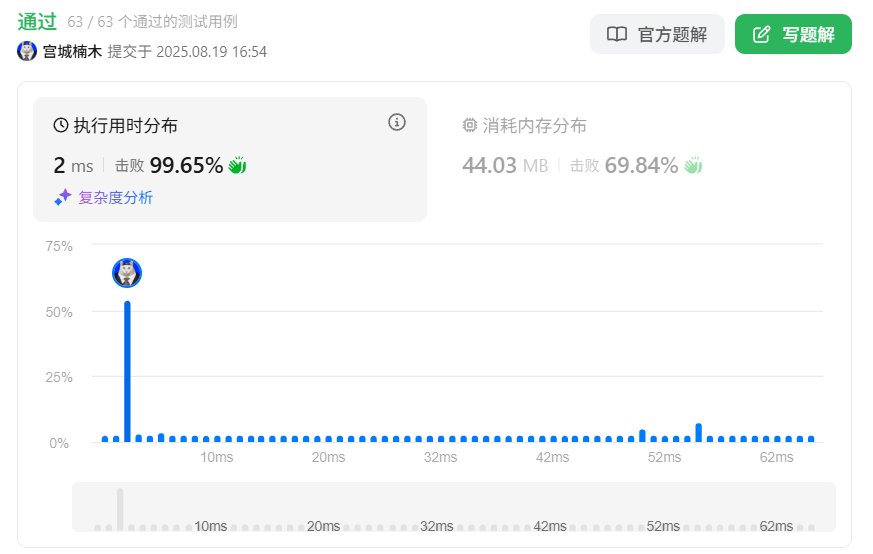 通过 63 / 63 个通过的测试用例
官方题解
写题解
宫城楠木 提交于 2025.08.19 16:54
执行用时分布
消耗内存分布
2 ms 击败 99.65%
44.03 MB 击败 69.84%
复杂度分析
75%
50%
25%
0%
10ms 20ms 32ms 42ms 52ms 62ms
10ms 20ms 32ms 42ms 52ms 62ms